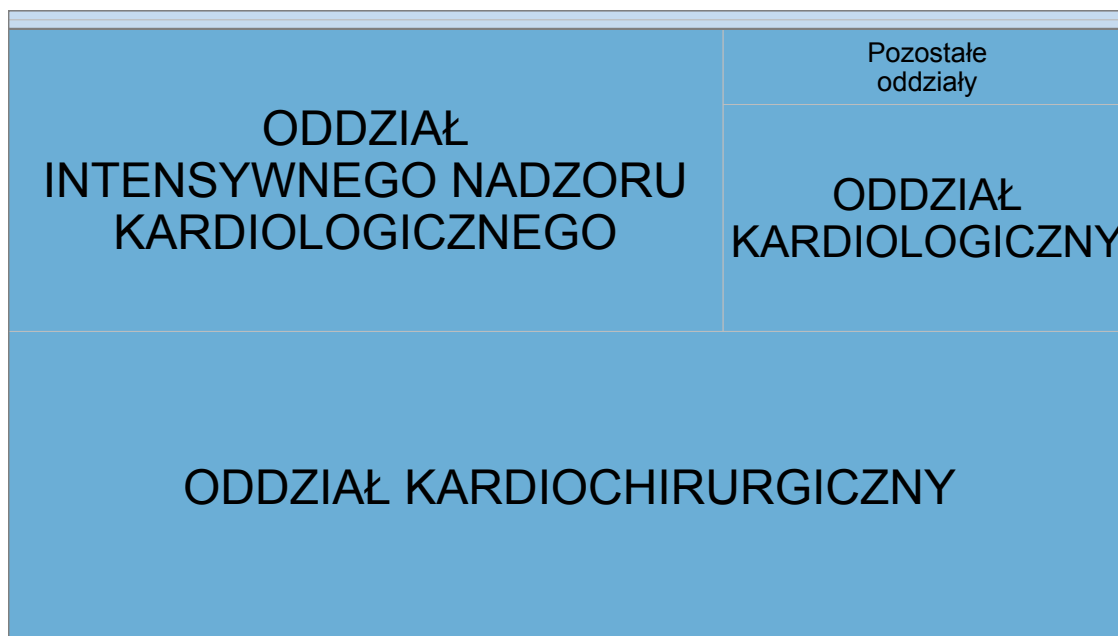 ODDZIAŁ
INTENSYWNEGO NADZORU
KARDIOLOGICZNEGO
Pozostałe
oddziały
ODDZIAŁ
KARDIOLOGICZNY
ODDZIAŁ KARDIOCHIRURGICZNY